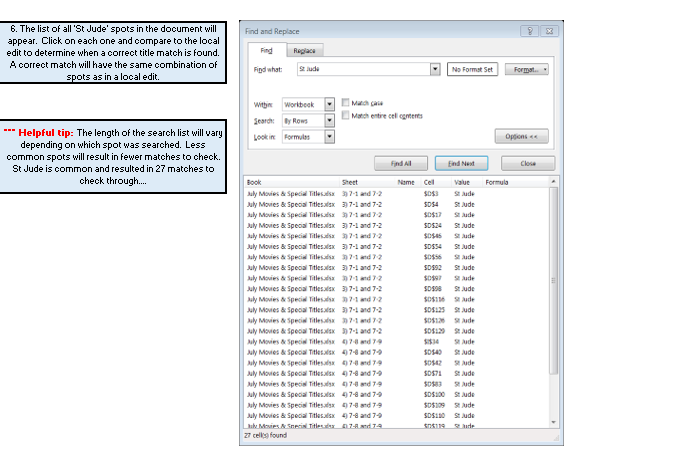 6. The list of all 'St Jude' spots in the document will
appear. Click on each one and compare to the local
edit to determine when a correct title match is found.
A correct match will have the same combination of
spots as in a local edit.
*** Helpful tip: The length of the search list will vary
depending on which spot was searched. Less
common spots will result in fewer matches to check.
St Jude is common and resulted in 27 matches to
check through....
Find and Replace
Find Replace
Find what: St Jude No Format Set Format...
Within: Workbook Match case
Search: By Rows Match entire cell contents
Look in: Formulas
Options <<
Find All Find Next Close
Book Sheet Name Cell Value Formula
July Movies & Special Titles.xlsx 3) 7-1 and 7-2 $D$3 St Jude
July Movies & Special Titles.xlsx 3) 7-1 and 7-2 $D$4 St Jude
July Movies & Special Titles.xlsx 3) 7-1 and 7-2 $D$17 St Jude
July Movies & Special Titles.xlsx 3) 7-1 and 7-2 $D$24 St Jude
July Movies & Special Titles.xlsx 3) 7-1 and 7-2 $D$46 St Jude
July Movies & Special Titles.xlsx 3) 7-1 and 7-2 $D$54 St Jude
July Movies & Special Titles.xlsx 3) 7-1 and 7-2 $D$56 St Jude
July Movies & Special Titles.xlsx 3) 7-1 and 7-2 $D$92 St Jude
July Movies & Special Titles.xlsx 3) 7-1 and 7-2 $D$97 St Jude
July Movies & Special Titles.xlsx 3) 7-1 and 7-2 $D$98 St Jude
July Movies & Special Titles.xlsx 3) 7-1 and 7-2 $D$116 St Jude
July Movies & Special Titles.xlsx 3) 7-1 and 7-2 $D$125 St Jude
July Movies & Special Titles.xlsx 3) 7-1 and 7-2 $D$126 St Jude
July Movies & Special Titles.xlsx 3) 7-1 and 7-2 $D$129 St Jude
July Movies & Special Titles.xlsx 4) 7-8 and 7-9 $I$34 St Jude
July Movies & Special Titles.xlsx 4) 7-8 and 7-9 $D$40 St Jude
July Movies & Special Titles.xlsx 4) 7-8 and 7-9 $D$42 St Jude
July Movies & Special Titles.xlsx 4) 7-8 and 7-9 $D$71 St Jude
July Movies & Special Titles.xlsx 4) 7-8 and 7-9 $D$83 St Jude
July Movies & Special Titles.xlsx 4) 7-8 and 7-9 $D$100 St Jude
July Movies & Special Titles.xlsx 4) 7-8 and 7-9 $D$109 St Jude
July Movies & Special Titles.xlsx 4) 7-8 and 7-9 $D$110 St Jude
July Movies & Special Titles.xlsx 4) 7-8 and 7-9 $D$119 St Jude
27 cell(s) found